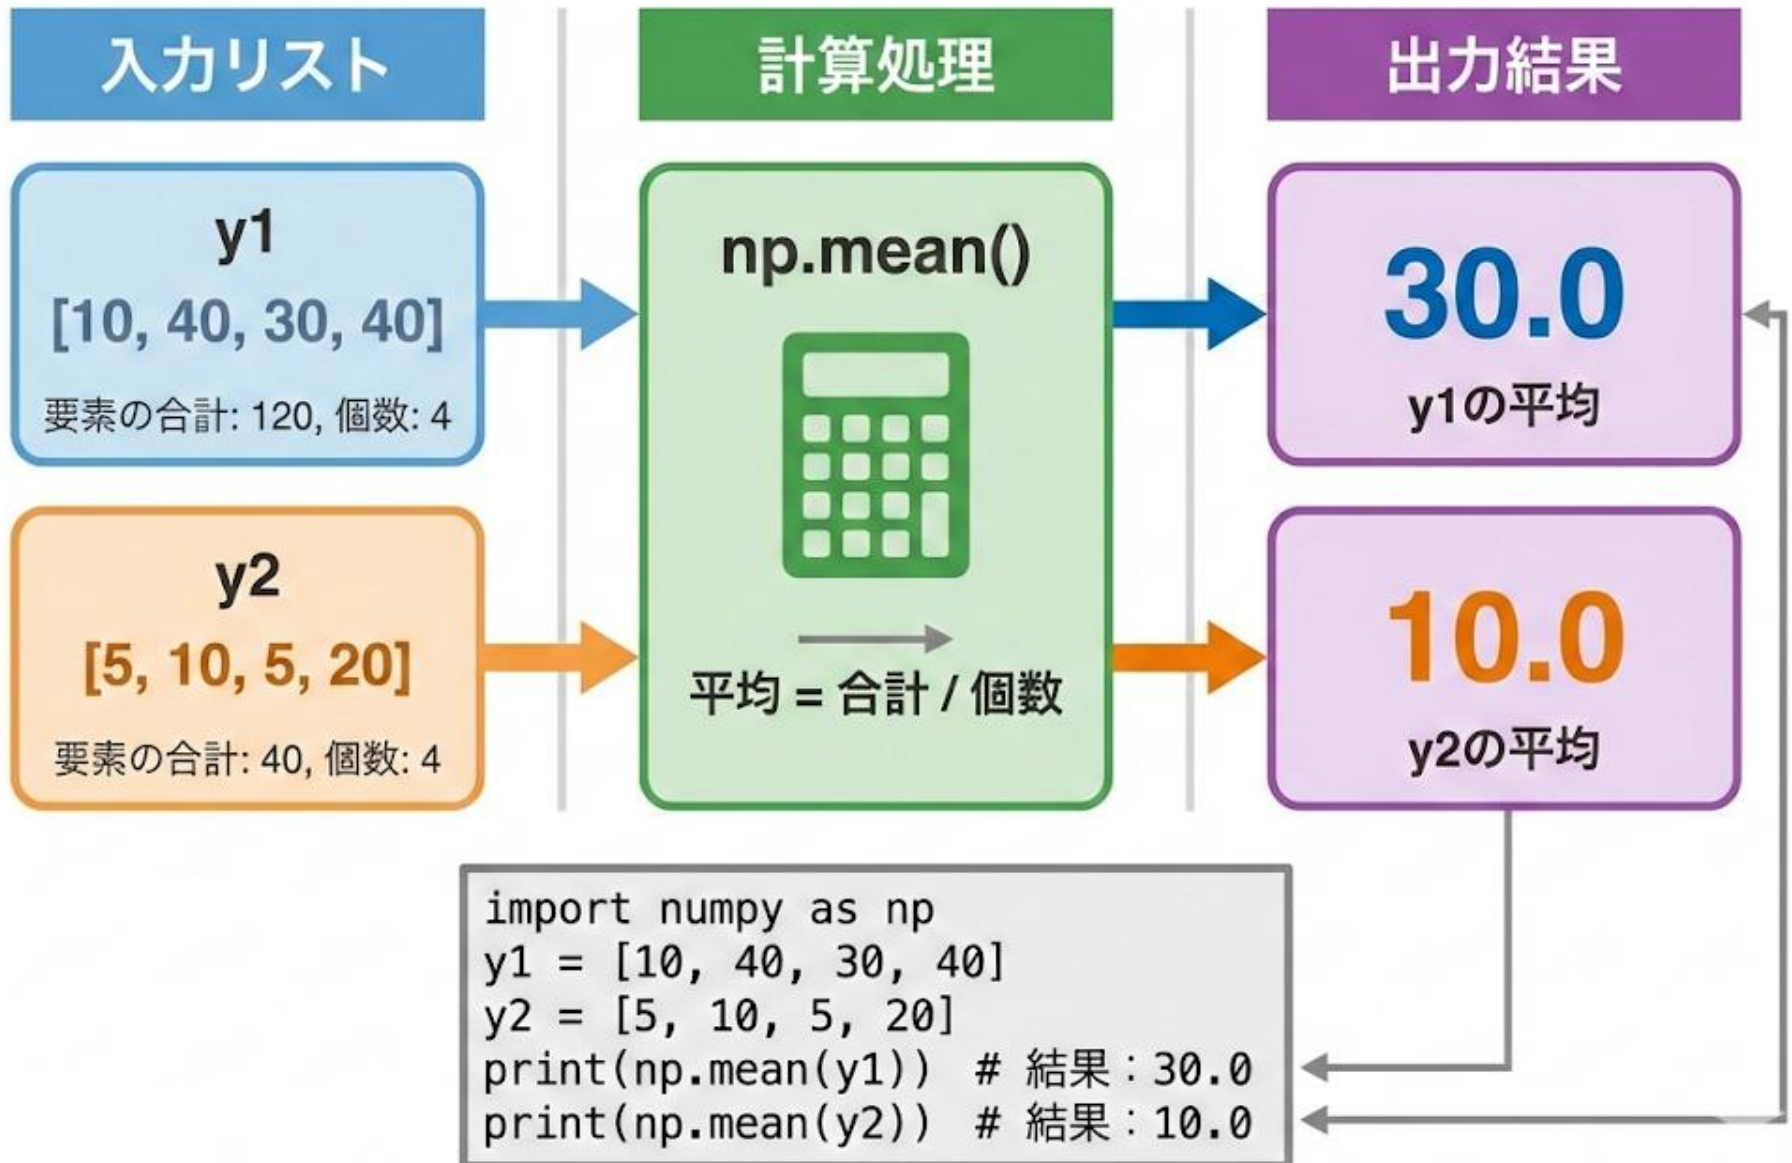 入力リスト
計算処理
出力結果
y1
[10, 40, 30, 40]
要素の合計: 120, 個数: 4
y2
[5, 10, 5, 20]
要素の合計: 40, 個数: 4
np.mean()
平均 = 合計 / 個数
30.0
y1の平均
10.0
y2の平均
import numpy as np
y1 = [10, 40, 30, 40]
y2 = [5, 10, 5, 20]
print(np.mean(y1))  # 結果：30.0
print(np.mean(y2))  # 結果：10.0